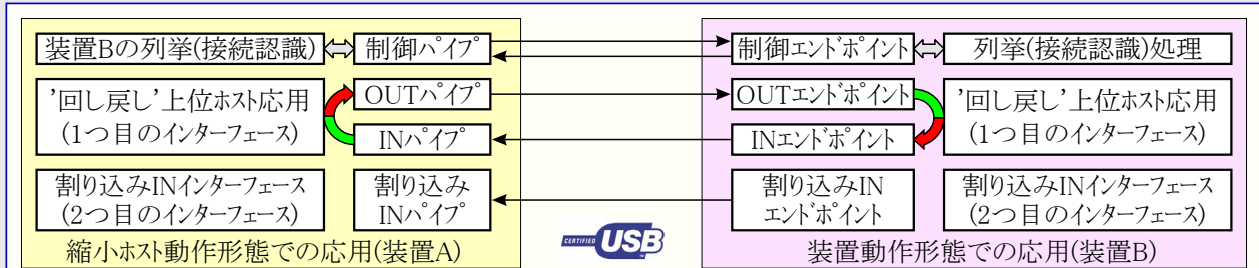 装置Bの列挙(接続認識)
制御パイプ
制御エンドポイント
列挙(接続認識)処理
'回し戻し'上位ホスト応用
(1つ目のインターフェース)
OUTパイプ
INパイプ
OUTエンドポイント
INエンドポイント
'回し戻し'上位ホスト応用
(1つ目のインターフェース)
割り込みINインターフェース
(2つ目のインターフェース)
割り込み
INパイプ
割り込みIN
エンドポイント
割り込みINインターフェース
(2つ目のインターフェース)
縮小ホスト動作形態での応用(装置A)
CERTIFIED USB
装置動作形態での応用(装置B)